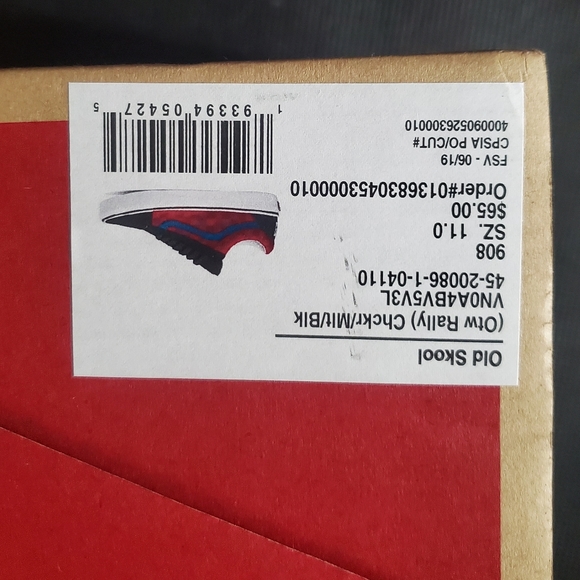 Old Skool
(Otw Rally) Chckr/Mlt/Blk
VN0A4BV5V3L
45-20086-1-04110
908
SZ. 11.0
$65.00
Order#0136830453000010
FSV - 06/19
CPSIA PO/CUT#
400090526300010
1 93394 05427 5